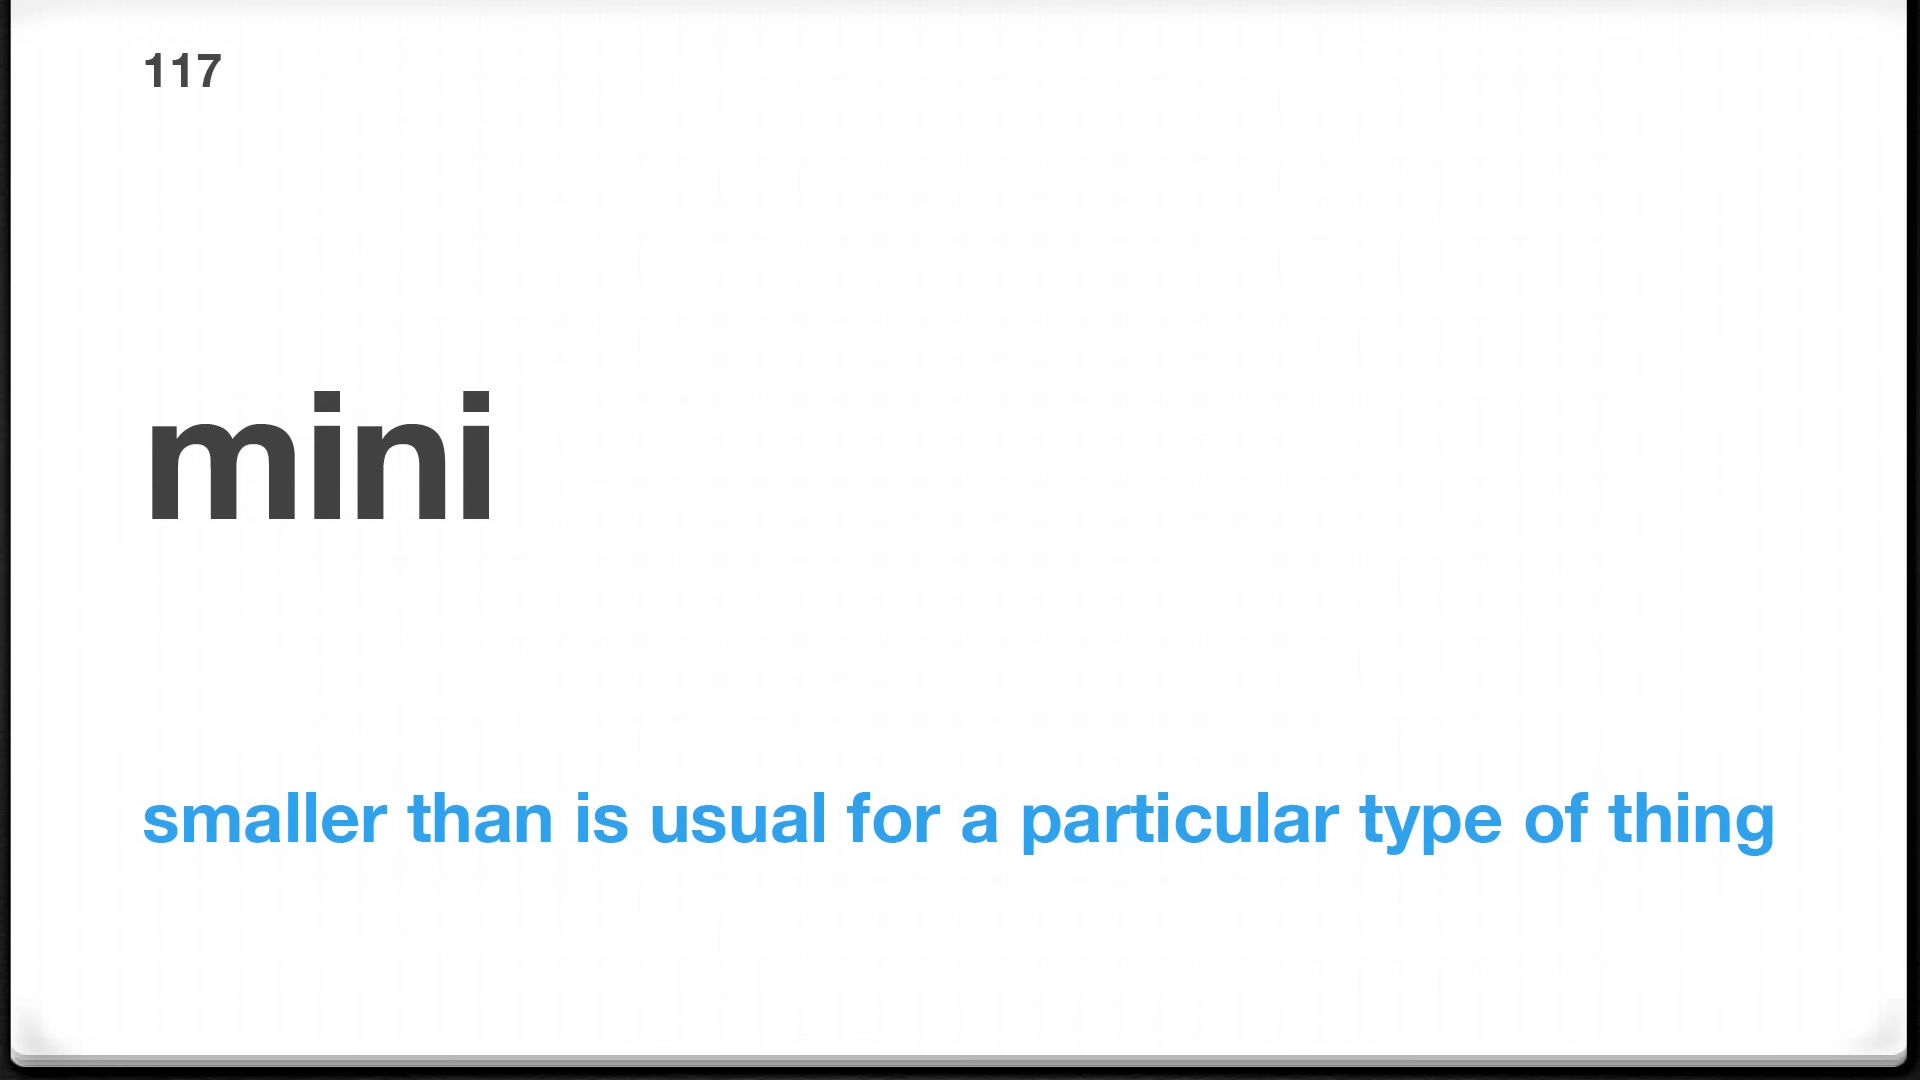 117
mini
smaller than is usual for a particular type of thing